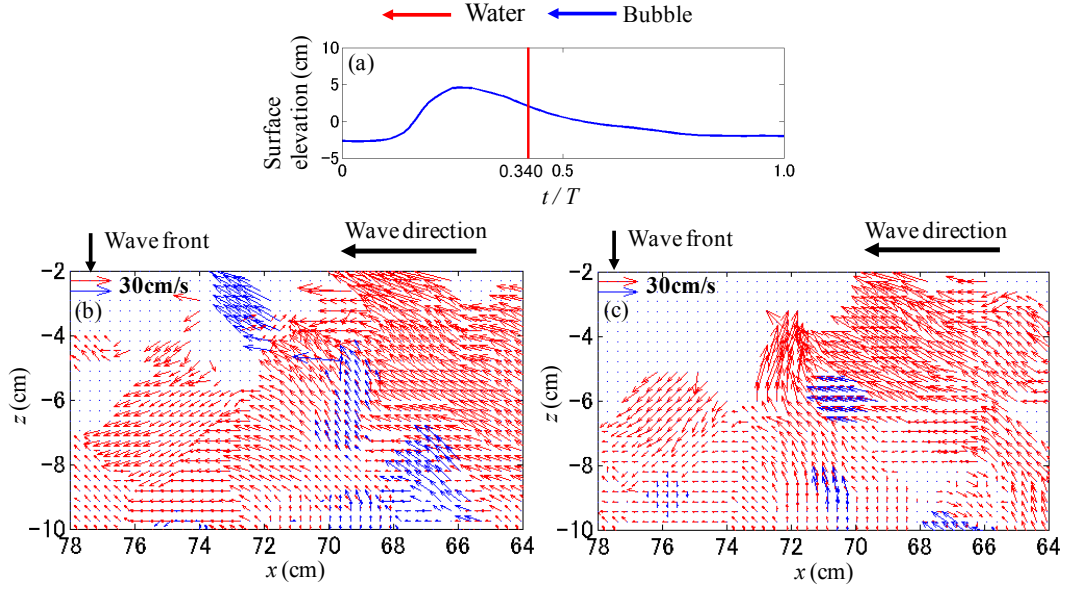 Water Bubble
(a)
Surface
elevation (cm)
10
5
0
−5
0 0.340 0.5 1.0
t / T
Wave front Wave direction
Wave front Wave direction
30cm/s
(b)
z (cm)
−2
−4
−6
−8
−10
78 76 74 72 70 68 66 64
x (cm)
30cm/s
(c)
z (cm)
−2
−4
−6
−8
−10
78 76 74 72 70 68 66 64
x (cm)